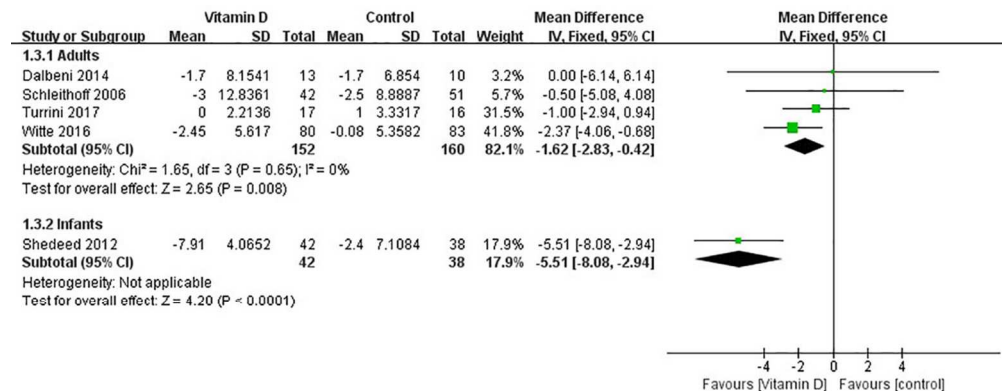 Vitamin D Control Mean Difference Mean Difference
Study or Subgroup Mean SD Total Mean SD Total Weight IV, Fixed, 95% CI IV, Fixed, 95% CI
1.3.1 Adults
Dalbeni 2014 -1.7 8.1541 13 -1.7 6.854 10 3.2% 0.00 [-6.14, 6.14]
Schleithoff 2006 -3 12.8361 42 -2.5 8.8887 51 5.7% -0.50 [-5.08, 4.08]
Turrini 2017 0 2.2136 17 1 3.3317 16 31.5% -1.00 [-2.94, 0.94]
Witte 2016 -2.45 5.617 80 -0.08 5.3582 83 41.8% -2.37 [-4.06, -0.68]
Subtotal (95% CI) 152 160 82.1% -1.62 [-2.83, -0.42]
Heterogeneity: Chi² = 1.65, df = 3 (P = 0.65); I² = 0%
Test for overall effect: Z = 2.65 (P = 0.008)
1.3.2 Infants
Shedeed 2012 -7.91 4.0652 42 -2.4 7.1084 38 17.9% -5.51 [-8.08, -2.94]
Subtotal (95% CI) 42 38 17.9% -5.51 [-8.08, -2.94]
Heterogeneity: Not applicable
Test for overall effect: Z = 4.20 (P < 0.0001)
-4 -2 0 2 4
Favours [Vitamin D] Favours [control]